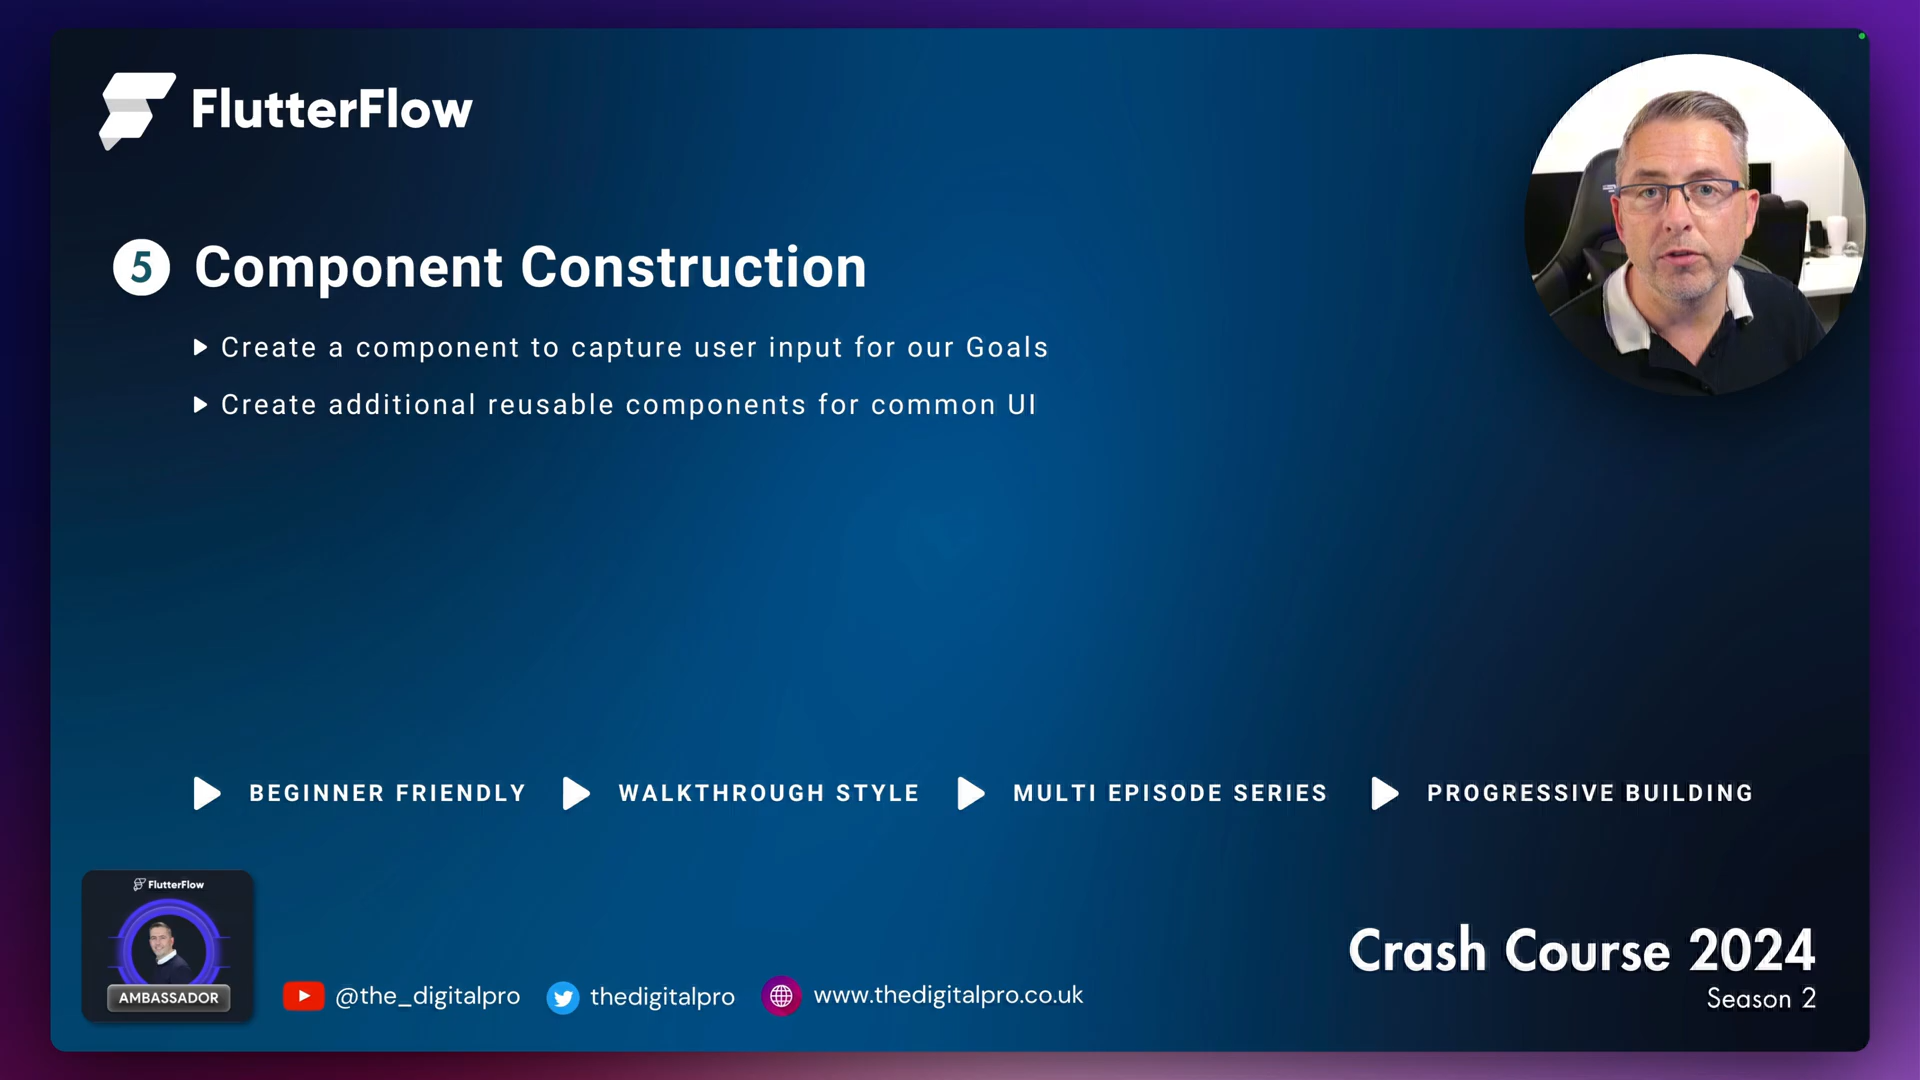 FlutterFlow
5 Component Construction
Create a component to capture user input for our Goals
Create additional reusable components for common UI
BEGINNER FRIENDLY
WALKTHROUGH STYLE
MULTI EPISODE SERIES
PROGRESSIVE BUILDING
FlutterFlow
AMBASSADOR
@the_digitalpro
thedigitalpro
www.thedigitalpro.co.uk
Crash Course 2024
Season 2